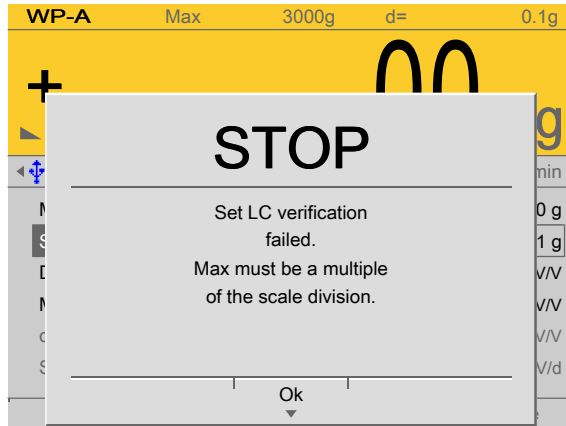 WP-A Max 3000g d= 0.1g
+ 00
g
STOP
Set LC verification
failed.
Max must be a multiple
of the scale division.
0 g
1 g
V/V
V/V
V/V
V/d
Ok